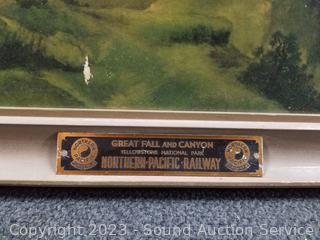 GREAT FALL AND CANYON
YELLOWSTONE NATIONAL PARK
NORTHERN-PACIFIC-RAILWAY
Copyright 2023 - Sound Auction Service